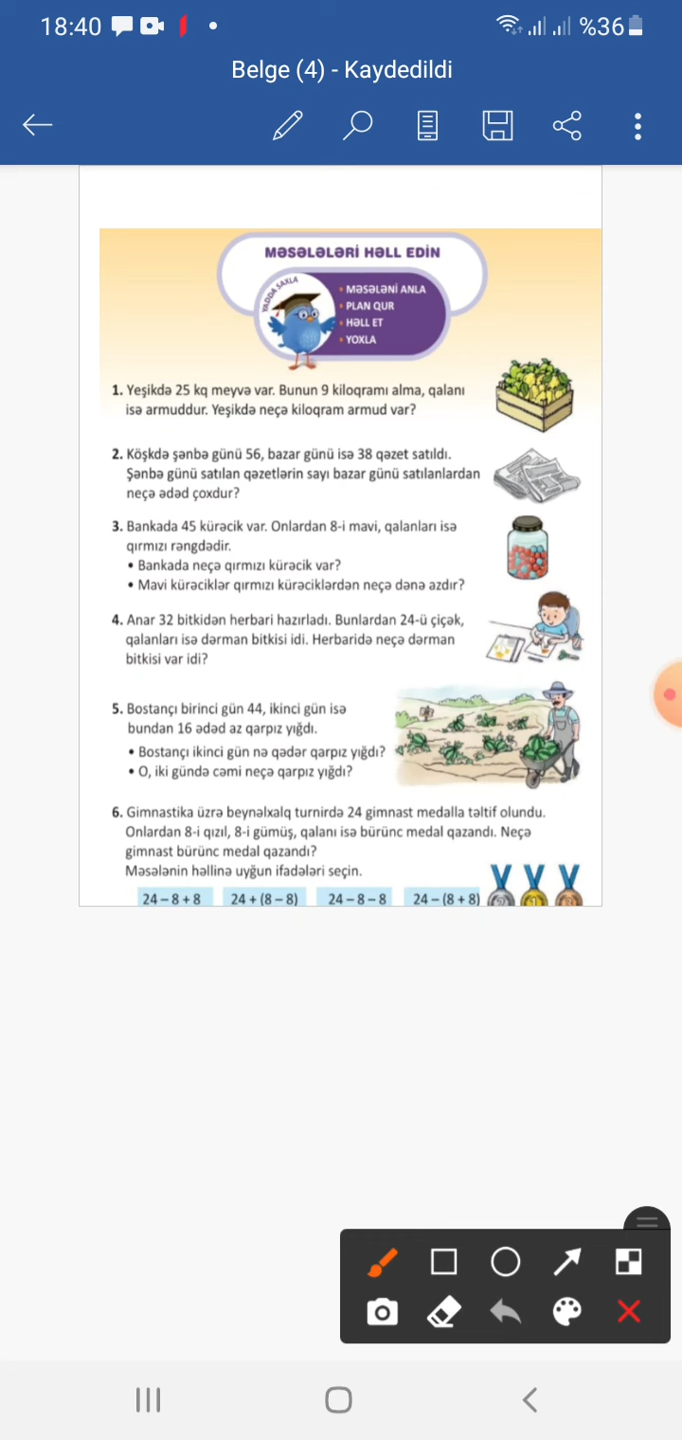 18:40
%36
Belge (4) - Kaydedildi
MƏSƏLƏLƏRİ HƏLL EDİN
YADDA SAXLA
• MƏSƏLƏNİ ANLA
• PLAN QUR
• HƏLL ET
• YOXLA
1. Yeşikdə 25 kq meyvə var. Bunun 9 kiloqramı alma, qalanı
isə armuddur. Yeşikdə neçə kiloqram armud var?
2. Köşkdə şənbə günü 56, bazar günü isə 38 qəzet satıldı.
Şənbə günü satılan qəzetlərin sayı bazar günü satılanlardan
neçə ədəd çoxdur?
3. Bankada 45 kürəcik var. Onlardan 8-i mavi, qalanları isə
qırmızı rəngdədir.
• Bankada neçə qırmızı kürəcik var?
• Mavi kürəciklər qırmızı kürəciklərdən neçə dənə azdır?
4. Anar 32 bitkidən herbari hazırladı. Bunlardan 24-ü çiçək,
qalanları isə dərman bitkisi idi. Herbaridə neçə dərman
bitkisi var idi?
5. Bostançı birinci gün 44, ikinci gün isə
bundan 16 ədəd az qarpız yığdı.
• Bostançı ikinci gün nə qədər qarpız yığdı?
• O, iki gündə cəmi neçə qarpız yığdı?
6. Gimnastika üzrə beynəlxalq turnirdə 24 gimnast medalla təltif olundu.
Onlardan 8-i qızıl, 8-i gümüş, qalanı isə bürünc medal qazandı. Neçə
gimnast bürünc medal qazandı?
Məsələnin həllinə uyğun ifadələri seçin.
24 – 8 + 8 24 + (8 – 8) 24 – 8 – 8 24 – (8 + 8)